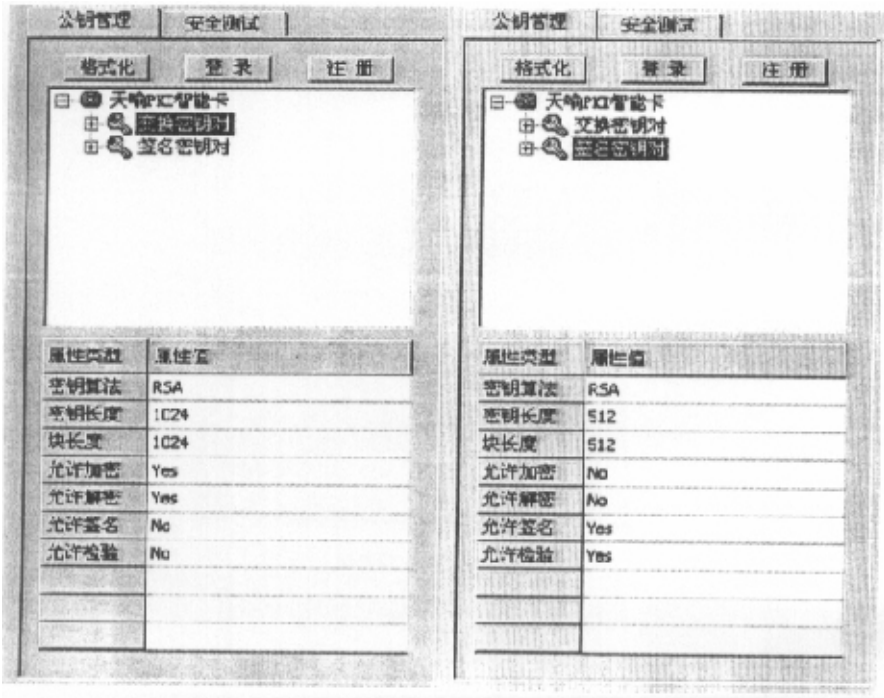 公钥管理 安全测试
格式化 登 录 注 册
天喻PKI智能卡
交换密钥对
签名密钥对
属性类型 属性值
密钥算法 RSA
密钥长度 1024
块长度 1024
允许加密 Yes
允许解密 Yes
允许签名 No
允许检验 No
公钥管理 安全测试
格式化 登 录 注 册
天喻PKI智能卡
交换密钥对
签名密钥对
属性类型 属性值
密钥算法 RSA
密钥长度 512
块长度 512
允许加密 No
允许解密 No
允许签名 Yes
允许检验 Yes